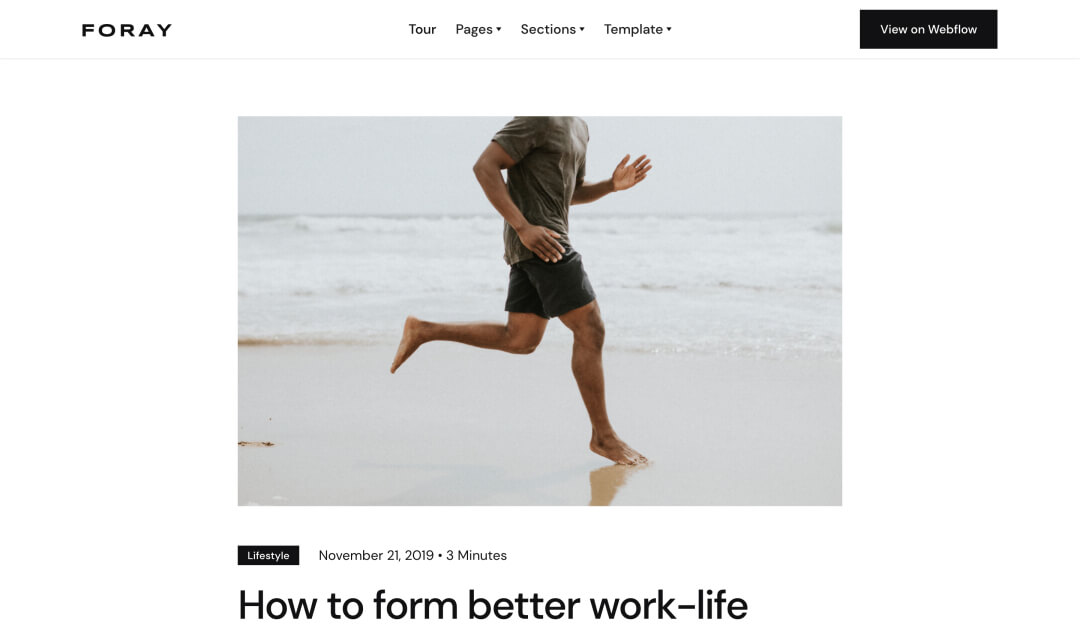 FORAY
Tour Pages Sections Template
View on Webflow
Lifestyle November 21, 2019 • 3 Minutes
How to form better work-life